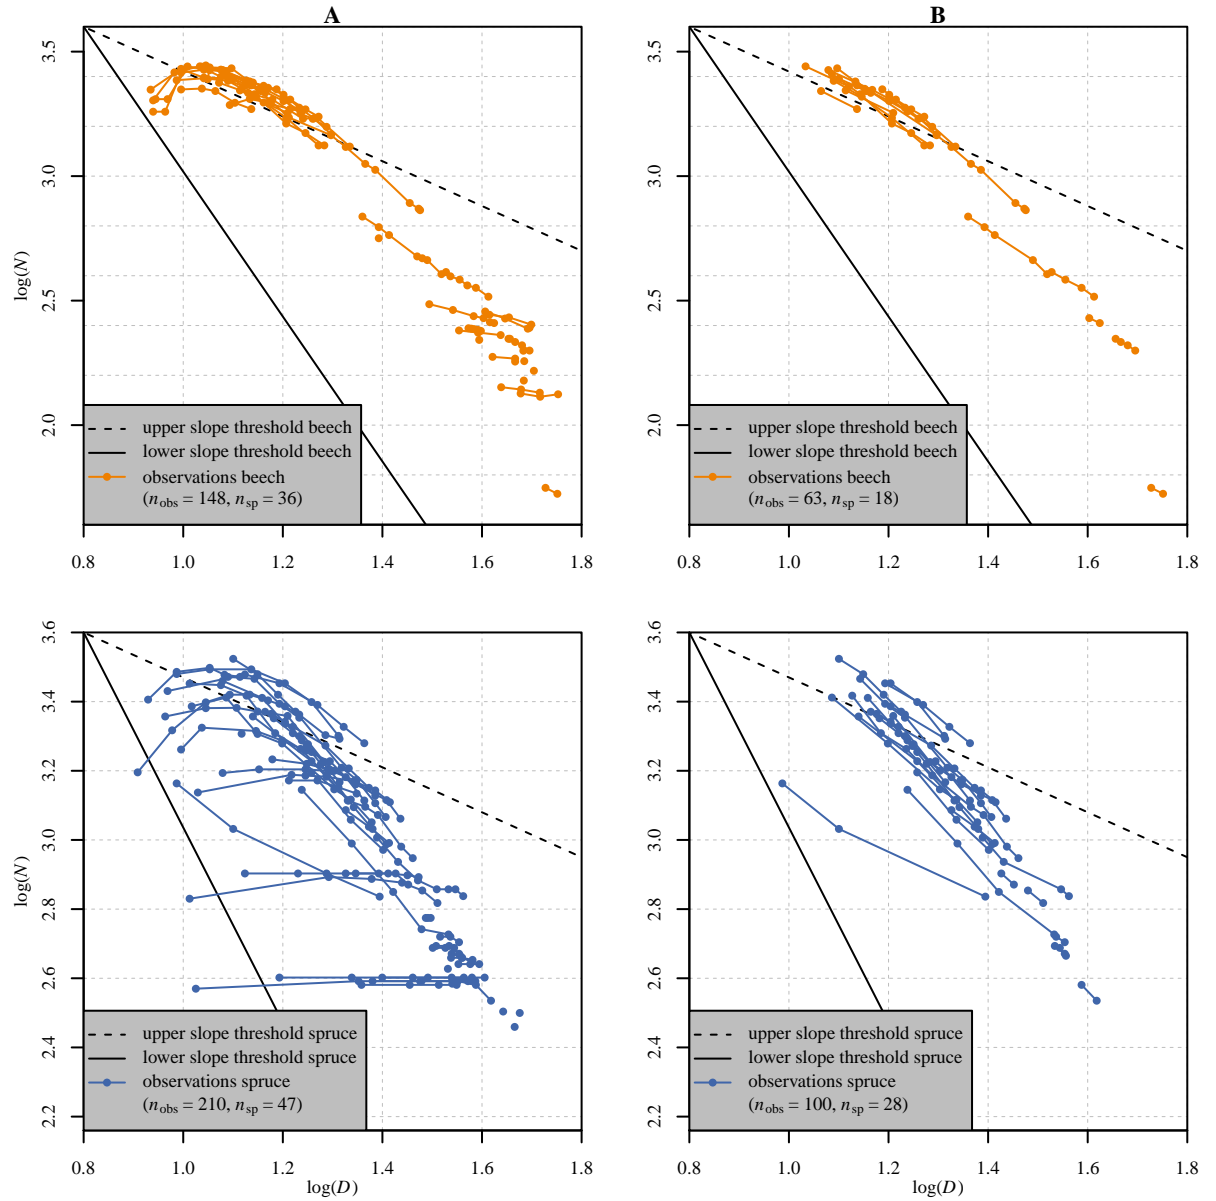 A
B
3.5
3.0
2.5
2.0
log(N)
upper slope threshold beech
lower slope threshold beech
observations beech
(nobs = 148, nsp = 36)
0.8 1.0 1.2 1.4 1.6 1.8
upper slope threshold beech
lower slope threshold beech
observations beech
(nobs = 63, nsp = 18)
0.8 1.0 1.2 1.4 1.6 1.8
3.6
3.4
3.2
3.0
2.8
2.6
2.4
2.2
log(N)
upper slope threshold spruce
lower slope threshold spruce
observations spruce
(nobs = 210, nsp = 47)
0.8 1.0 1.2 1.4 1.6 1.8
log(D)
3.6
3.4
3.2
3.0
2.8
2.6
2.4
2.2
upper slope threshold spruce
lower slope threshold spruce
observations spruce
(nobs = 100, nsp = 28)
0.8 1.0 1.2 1.4 1.6 1.8
log(D)
3.5
3.0
2.5
2.0